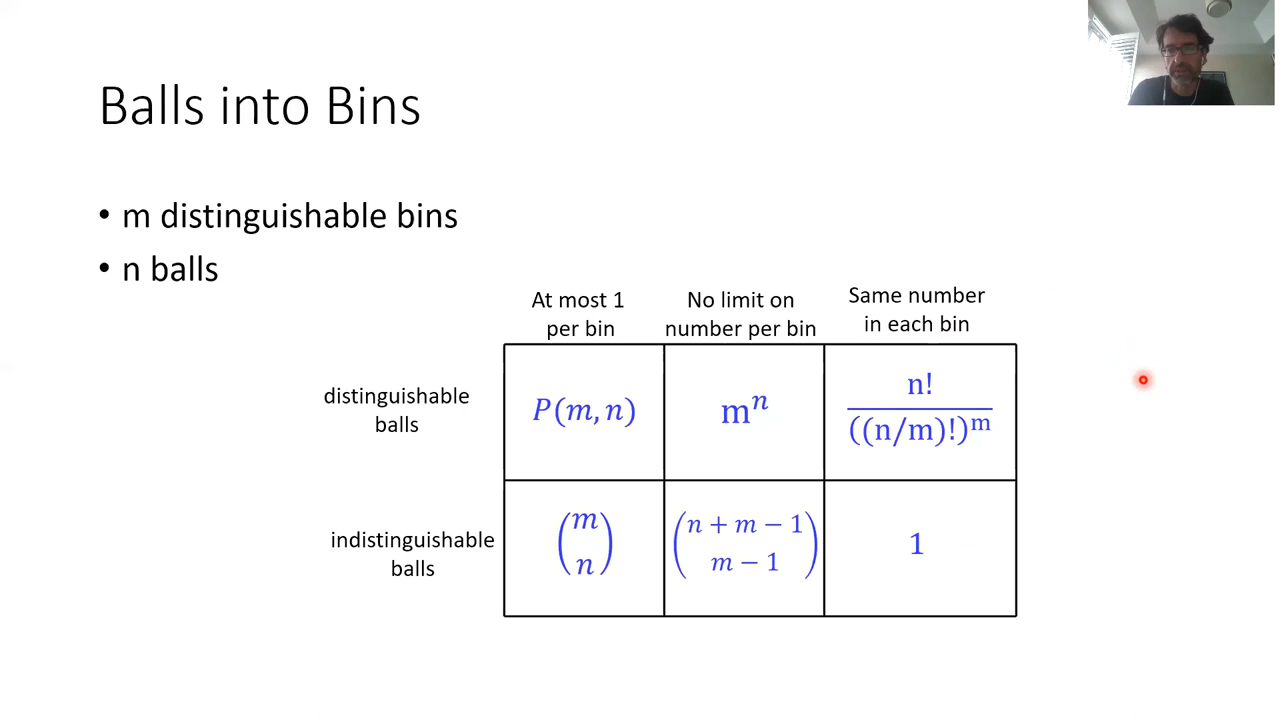 Balls into Bins
• m distinguishable bins
• n balls
At most 1
per bin
No limit on
number per bin
Same number
in each bin
distinguishable
balls
P(m, n)
mⁿ
n!
((n/m)!)ᵐ
indistinguishable
balls
(m
n)
(n + m − 1
m − 1)
1